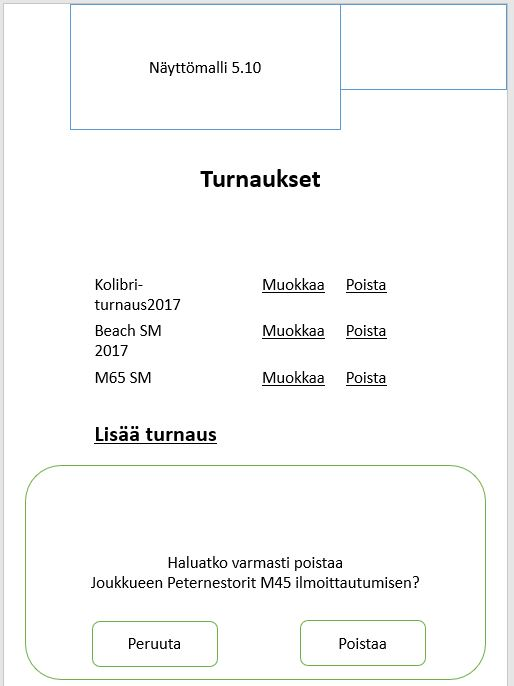 Näyttömalli 5.10
Turnaukset
Kolibri- Muokkaa Poista
turnaus2017
Beach SM Muokkaa Poista
2017
M65 SM Muokkaa Poista
Lisää turnaus
Haluatko varmasti poistaa
Joukkueen Peternestorit M45 ilmoittautumisen?
Peruuta Poistaa